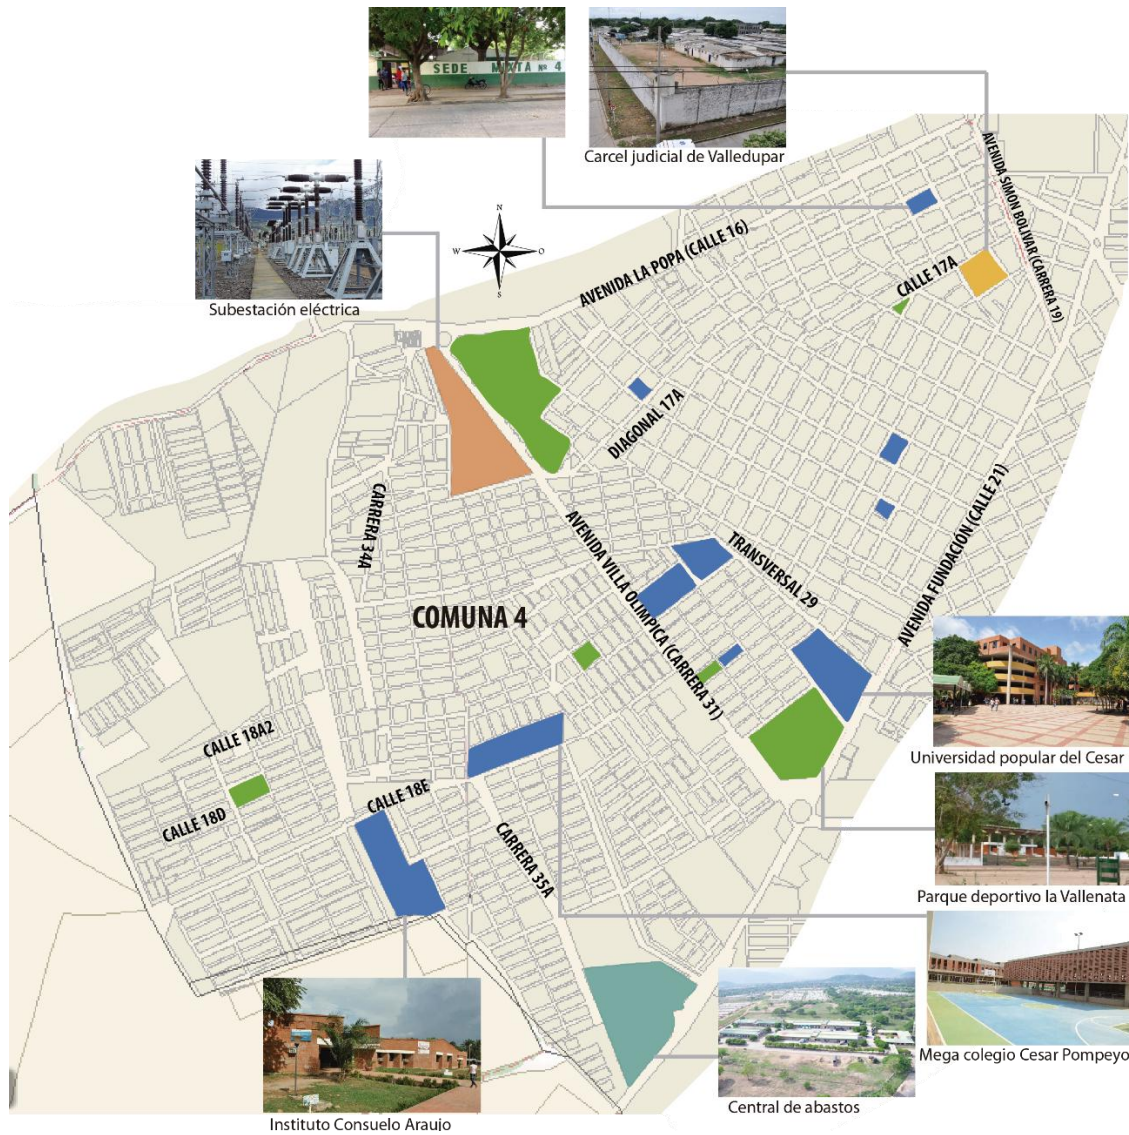 SEDE MIXTA Nº 4
Carcel judicial de Valledupar
Subestación eléctrica
N
W
O
S
AVENIDA SIMON BOLIVAR (CARRERA 19)
AVENIDA LA POPA (CALLE 16)
CALLE 17A
DIAGONAL 17A
CARRERA 34A
AVENIDA VILLA OLIMPICA (CARRERA 31)
TRANSVERSAL 29
AVENIDA FUNDACIÓN (CALLE 21)
COMUNA 4
Universidad popular del Cesar
CALLE 18A2
CALLE 18D
CALLE 18E
CARRERA 35A
Parque deportivo la Vallenata
Mega colegio Cesar Pompeyo
Central de abastos
Instituto Consuelo Araujo